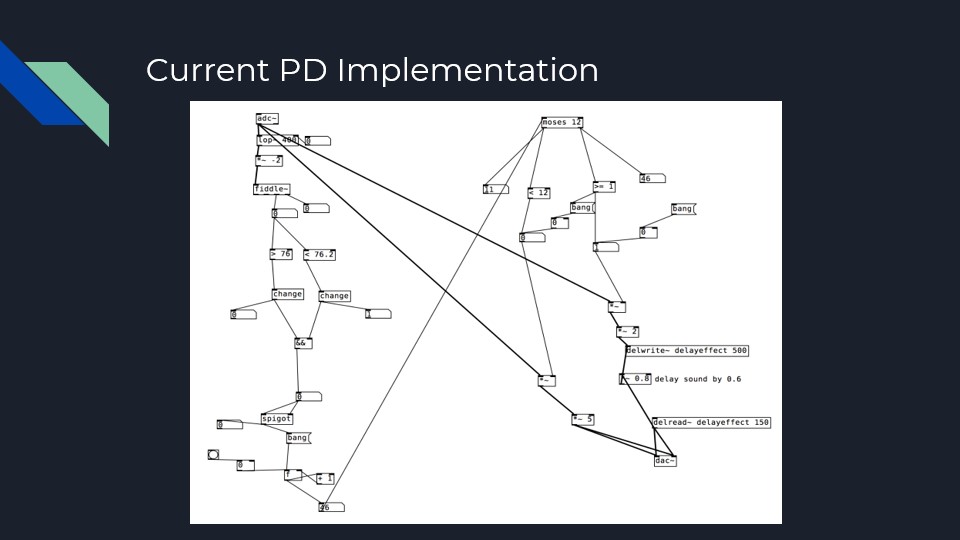 Current PD Implementation
adc~
lop~ 400
0
*~ -2
fiddle~
0
0
> 76
< 76.2
change
change
0
1
&&
0
spigot
0
bang
0
f
+ 1
46
moses 12
11
< 12
>= 1
46
bang
bang
0
0
0
1
*~
*~ 2
delwrite~ delayeffect 500
*~ 0.8 delay sound by 0.6
*~
*~ 5
delread~ delayeffect 150
dac~